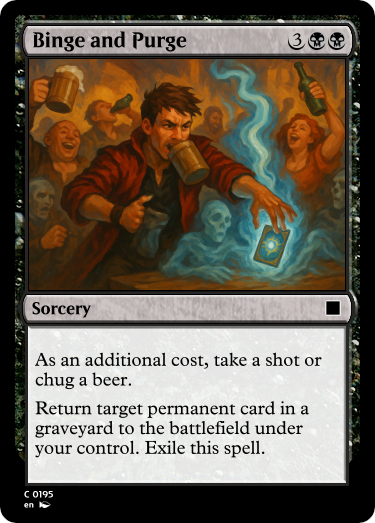 Binge and Purge 3
Sorcery
As an additional cost, take a shot or
chug a beer.
Return target permanent card in a
graveyard to the battlefield under
your control. Exile this spell.
C 0195
en